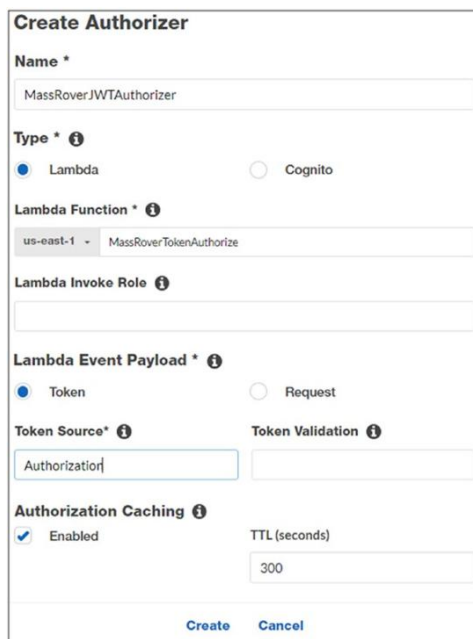 Create Authorizer
Name *
MassRoverJWTAuthorizer
Type *
Lambda Cognito
Lambda Function *
us-east-1 MassRoverTokenAuthorize
Lambda Invoke Role
Lambda Event Payload *
Token Request
Token Source* Token Validation
Authorization
Authorization Caching
Enabled TTL (seconds)
300
Create Cancel